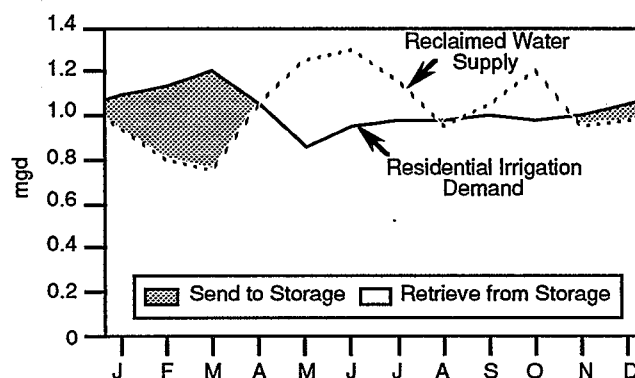 1.4
1.2
1.0
0.8
0.6
0.4
0.2
0
mgd
Reclaimed Water
Supply
Residential Irrigation
Demand
Send to Storage Retrieve from Storage
J F M A M J J A S O N D